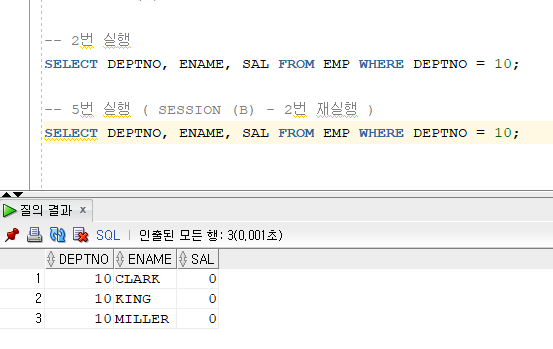 -- 2번 실행
SELECT DEPTNO, ENAME, SAL FROM EMP WHERE DEPTNO = 10;
-- 5번 실행 ( SESSION (B) - 2번 재실행 )
SELECT DEPTNO, ENAME, SAL FROM EMP WHERE DEPTNO = 10;
질의 결과 x
SQL | 인출된 모든 행: 3(0,001초)
DEPTNO ENAME SAL
1 10 CLARK 0
2 10 KING 0
3 10 MILLER 0